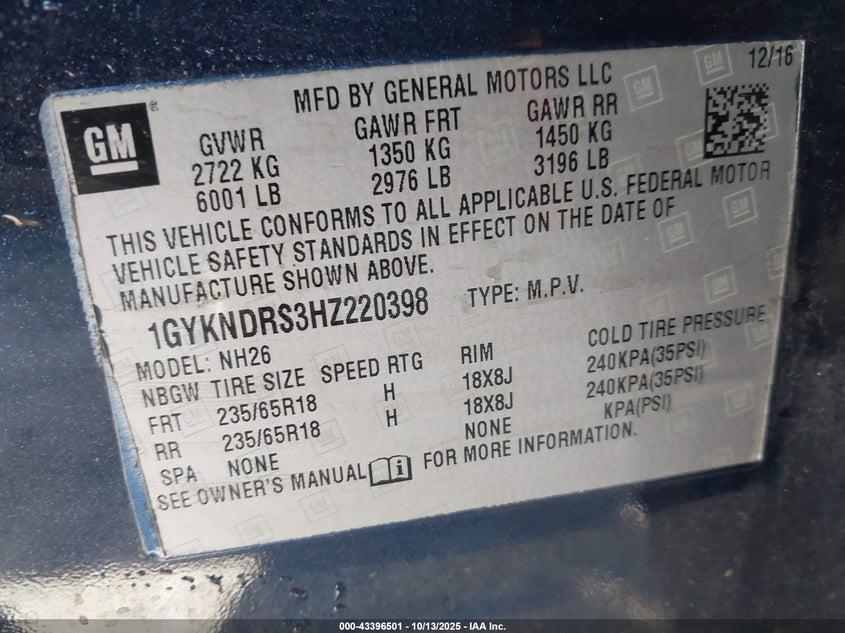 12/16
MFD BY GENERAL MOTORS LLC
GM®
GVWR GAWR FRT GAWR RR
2722 KG 1350 KG 1450 KG
6001 LB 2976 LB 3196 LB
THIS VEHICLE CONFORMS TO ALL APPLICABLE U.S. FEDERAL MOTOR
VEHICLE SAFETY STANDARDS IN EFFECT ON THE DATE OF
MANUFACTURE SHOWN ABOVE.
1GYKNDRS3HZ220398 TYPE: M.P.V.
MODEL: NH26
NBGW TIRE SIZE SPEED RTG RIM COLD TIRE PRESSURE
FRT 235/65R18 H 18X8J 240KPA(35PSI)
RR 235/65R18 H 18X8J 240KPA(35PSI)
SPA NONE NONE KPA(PSI)
SEE OWNER'S MANUAL i FOR MORE INFORMATION.
000-43396501 - 10/13/2025 - IAA Inc.